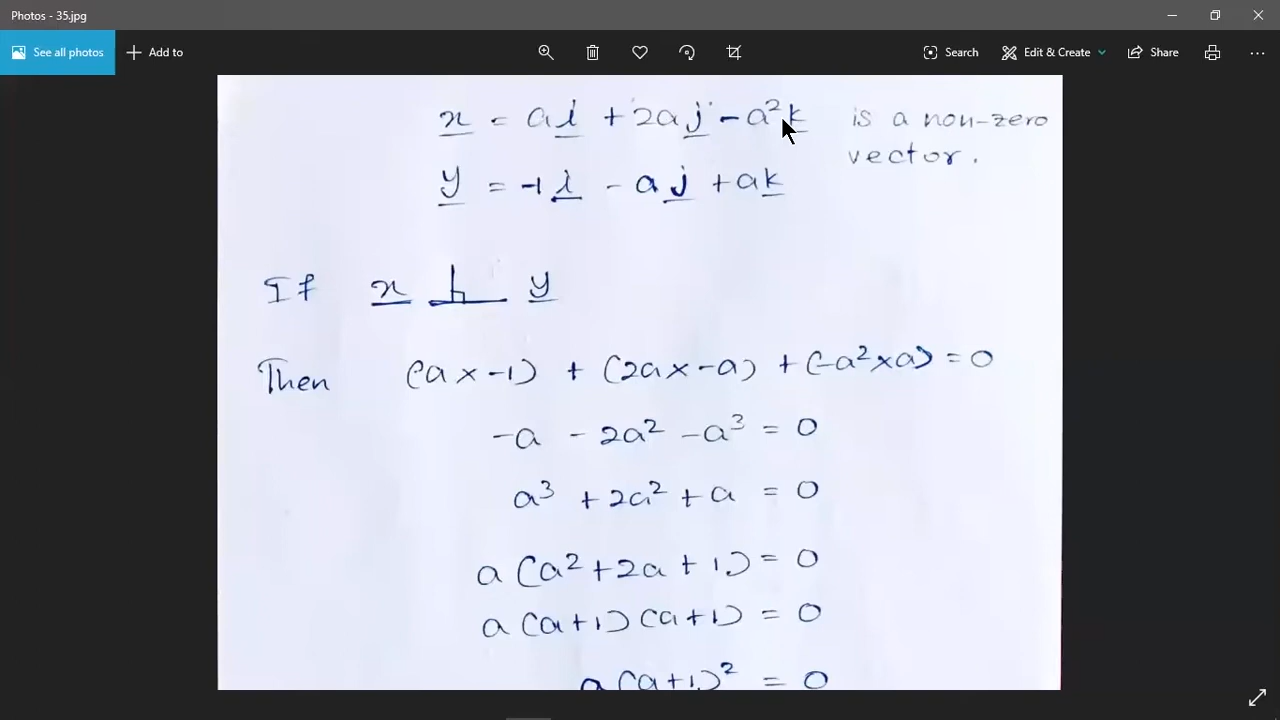 Photos - 35.jpg
See all photos
Add to
Search
Edit & Create
Share
x = ai + 2aj - a²k is a non-zero
vector.
y = -1i - aj + ak
If x ⊥ y
Then (a x -1) + (2a x -a) + (-a² x a) = 0
-a - 2a² - a³ = 0
a³ + 2a² + a = 0
a (a² + 2a + 1) = 0
a (a+1) (a+1) = 0
a (a+1)² = 0